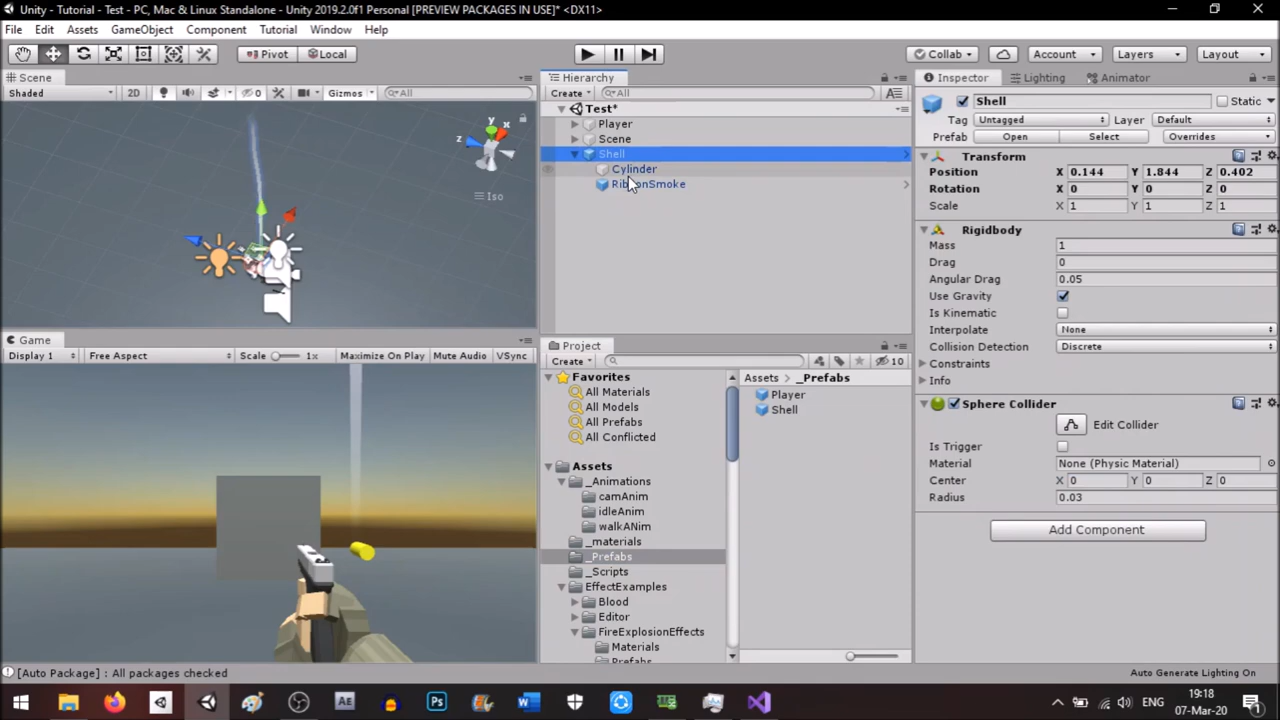 Unity - Tutorial - Test - PC, Mac & Linux Standalone - Unity 2019.2.0f1 Personal [PREVIEW PACKAGES IN USE]* <DX11>
File Edit Assets GameObject Component Tutorial Window Help
Pivot Local Collab Account Layers Layout
Scene
Shaded 2D 0 Gizmos All
y x z
Iso
Game
Display 1 Free Aspect Scale 1x Maximize On Play Mute Audio VSync
Hierarchy
Create All
Test*
Player
Scene
Shell
Cylinder
RibbonSmoke
Project
Create 10
Favorites
All Materials
All Models
All Prefabs
All Conflicted
Assets
_Animations
camAnim
idleAnim
walkANim
_materials
_Prefabs
_Scripts
EffectExamples
Blood
Editor
FireExplosionEffects
Materials
Prefabs
Assets _Prefabs
Player
Shell
Inspector Lighting Animator
Shell Static
Tag Untagged Layer Default
Prefab Open Select Overrides
Transform
Position X 0.144 Y 1.844 Z 0.402
Rotation X 0 Y 0 Z 0
Scale X 1 Y 1 Z 1
Rigidbody
Mass 1
Drag 0
Angular Drag 0.05
Use Gravity
Is Kinematic
Interpolate None
Collision Detection Discrete
Constraints
Info
Sphere Collider
Edit Collider
Is Trigger
Material None (Physic Material)
Center X 0 Y 0 Z 0
Radius 0.03
Add Component
[Auto Package] : All packages checked
Auto Generate Lighting On
Ae Ps ENG
19:18
07-Mar-20
1